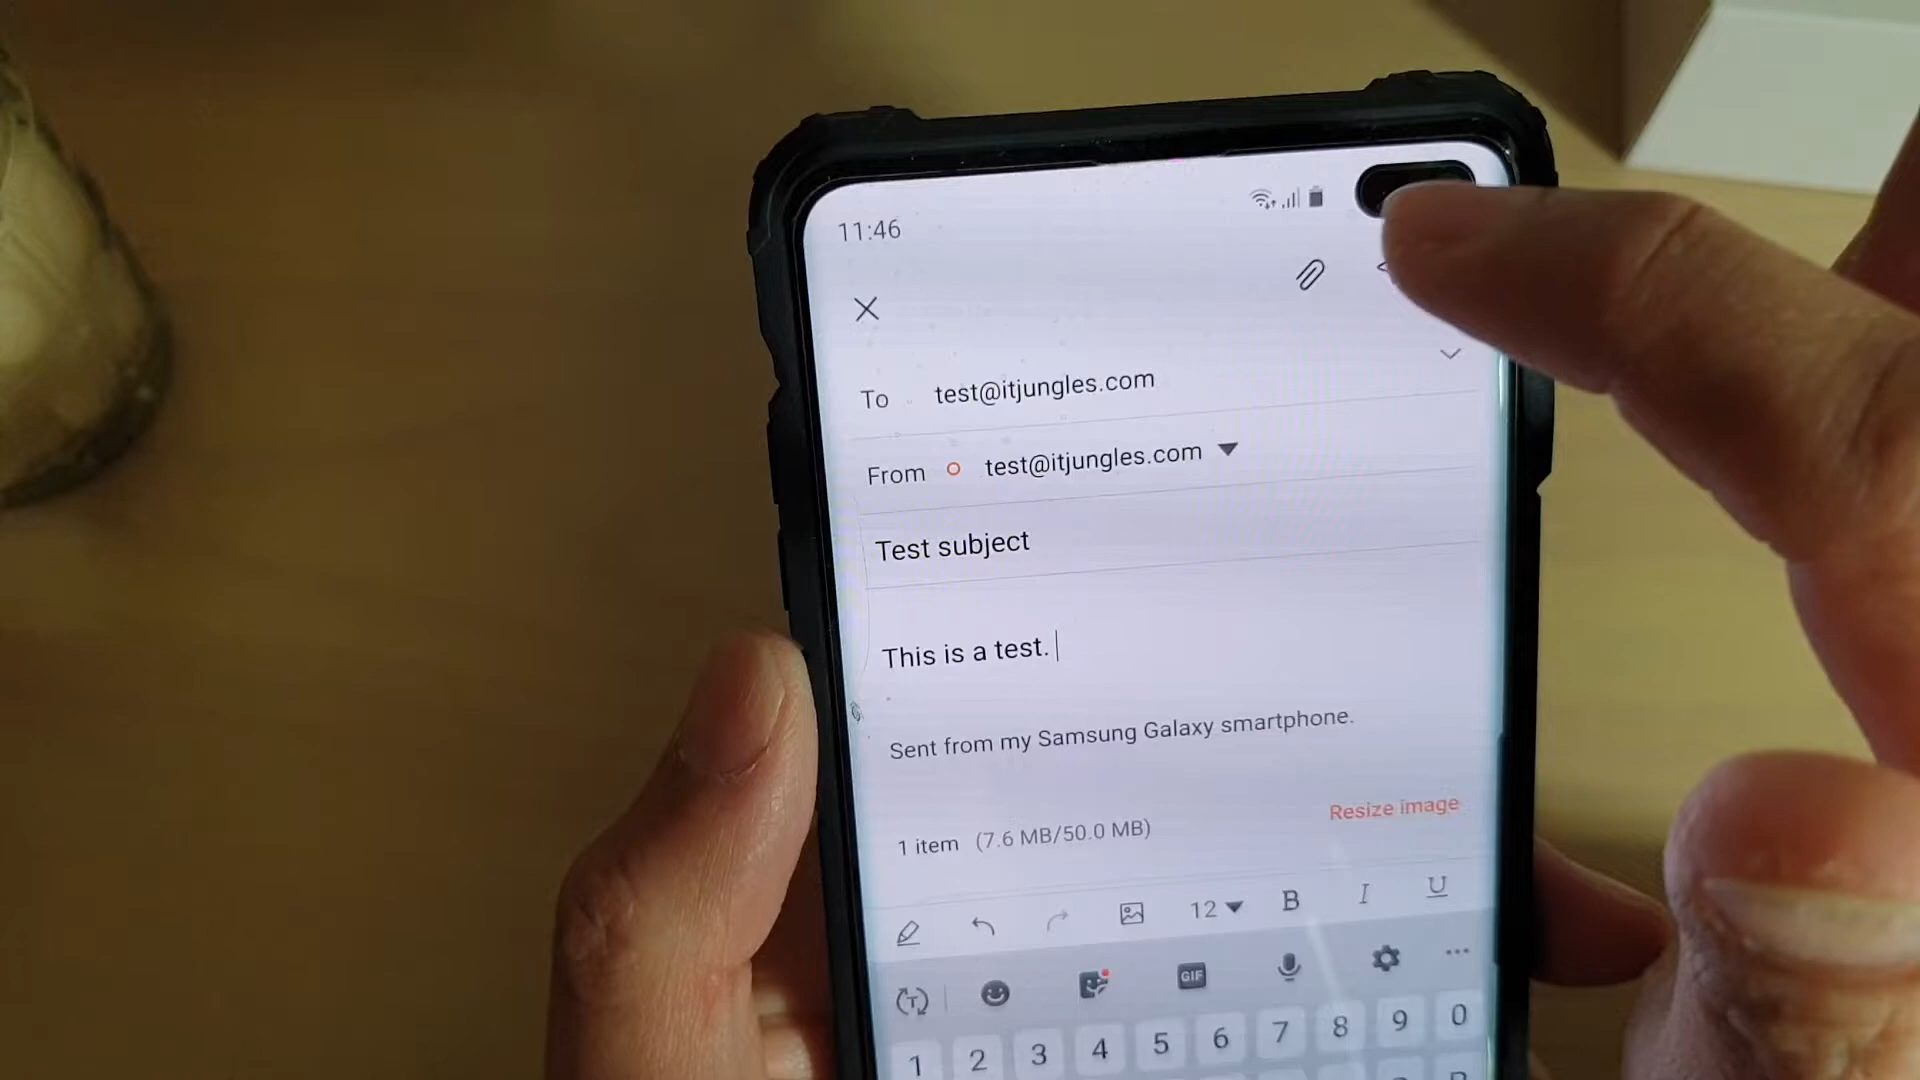 11:46
To test@itjungles.com
From test@itjungles.com
Test subject
This is a test.
Sent from my Samsung Galaxy smartphone.
1 item (7.6 MB/50.0 MB) Resize image
12 B I U
GIF
1 2 3 4 5 6 7 8 9 0